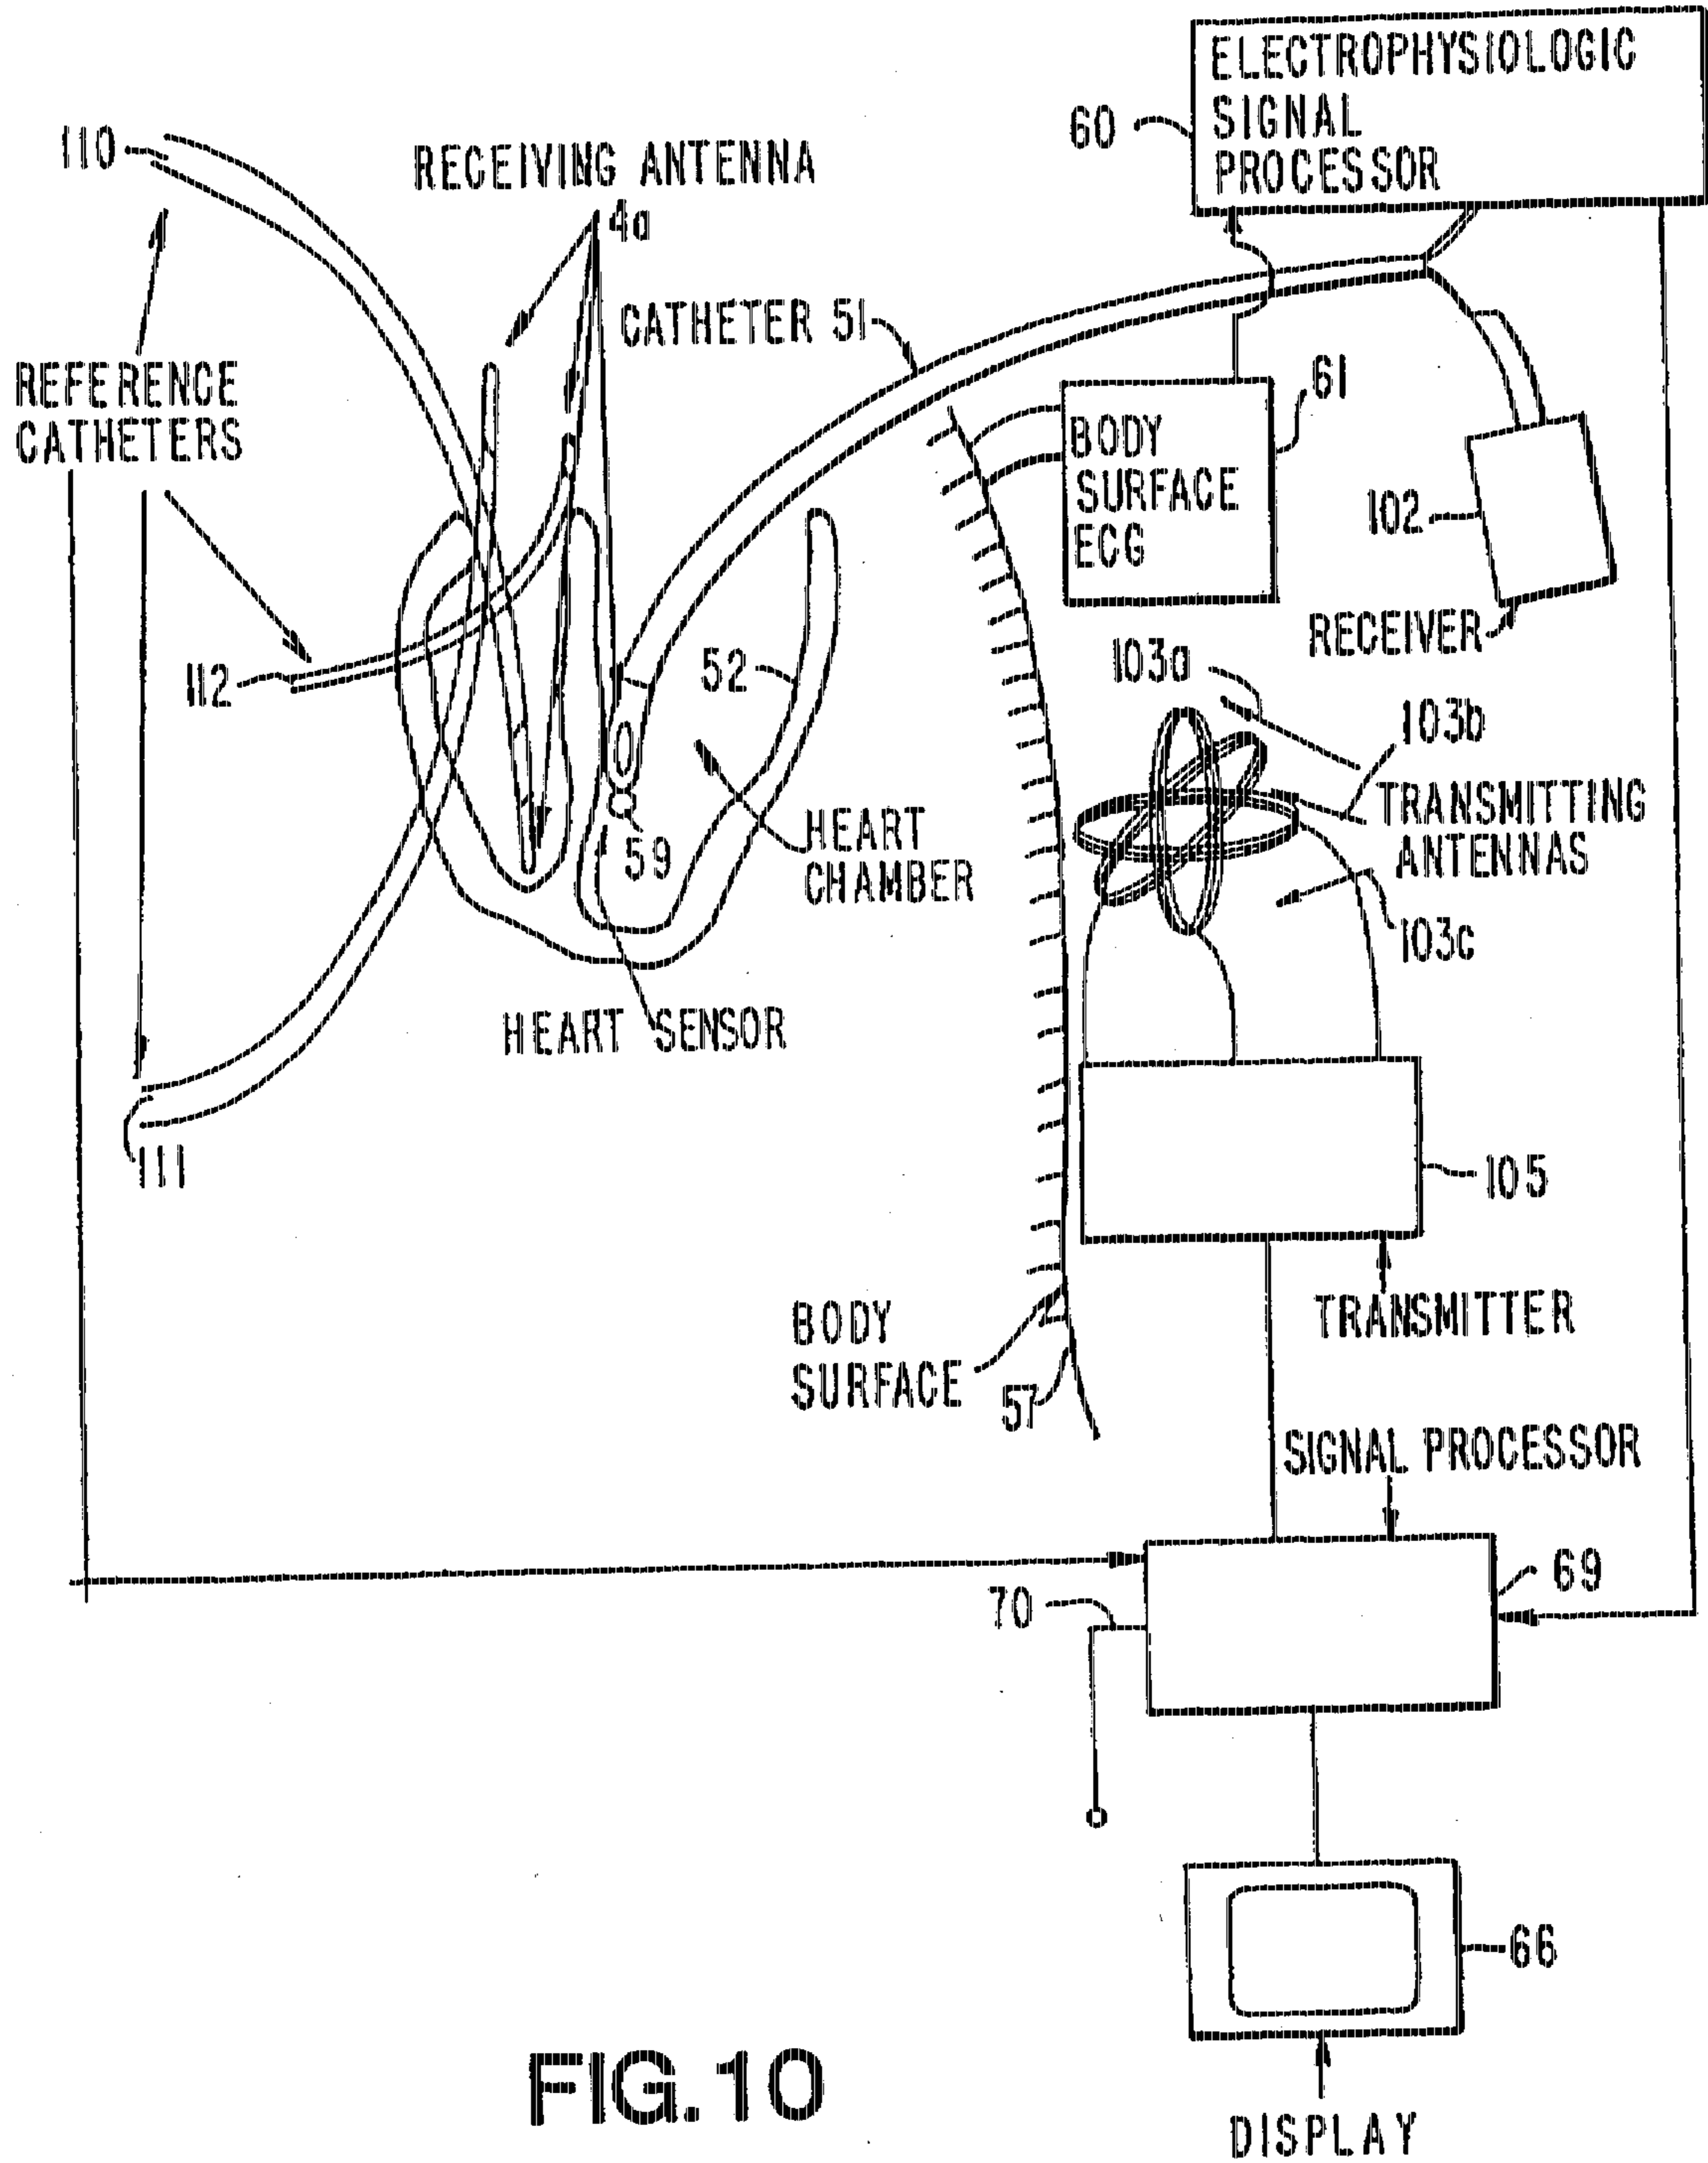 ELECTROPHYSIOLOGIC
SIGNAL
PROCESSOR
60
110
RECEIVING ANTENNA
4a
CATHETER 51
61
REFERENCE
CATHETERS
BODY
SURFACE
ECG
102
RECEIVER
112
52
103a
103b
HEART
CHAMBER
59
TRANSMITTING
ANTENNAS
103c
HEART SENSOR
111
105
TRANSMITTER
BODY
SURFACE
57
SIGNAL PROCESSOR
69
70
66
FIG.10
DISPLAY